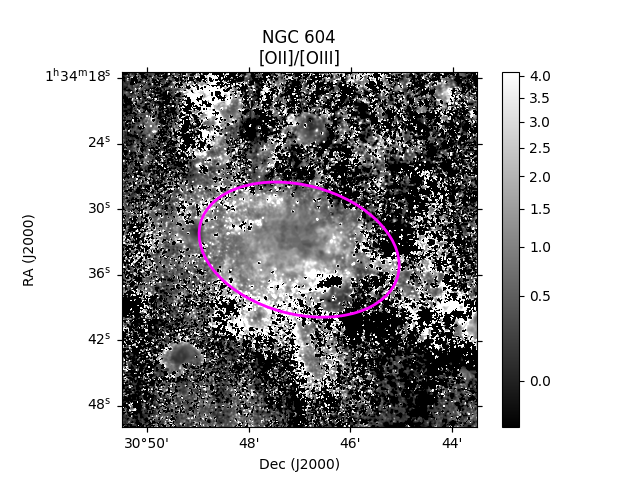 NGC 604
[OII]/[OIII]
1ʰ34ᵐ18ˢ
24ˢ
30ˢ
36ˢ
42ˢ
48ˢ
RA (J2000)
30°50' 48' 46' 44'
Dec (J2000)
4.0
3.5
3.0
2.5
2.0
1.5
1.0
0.5
0.0